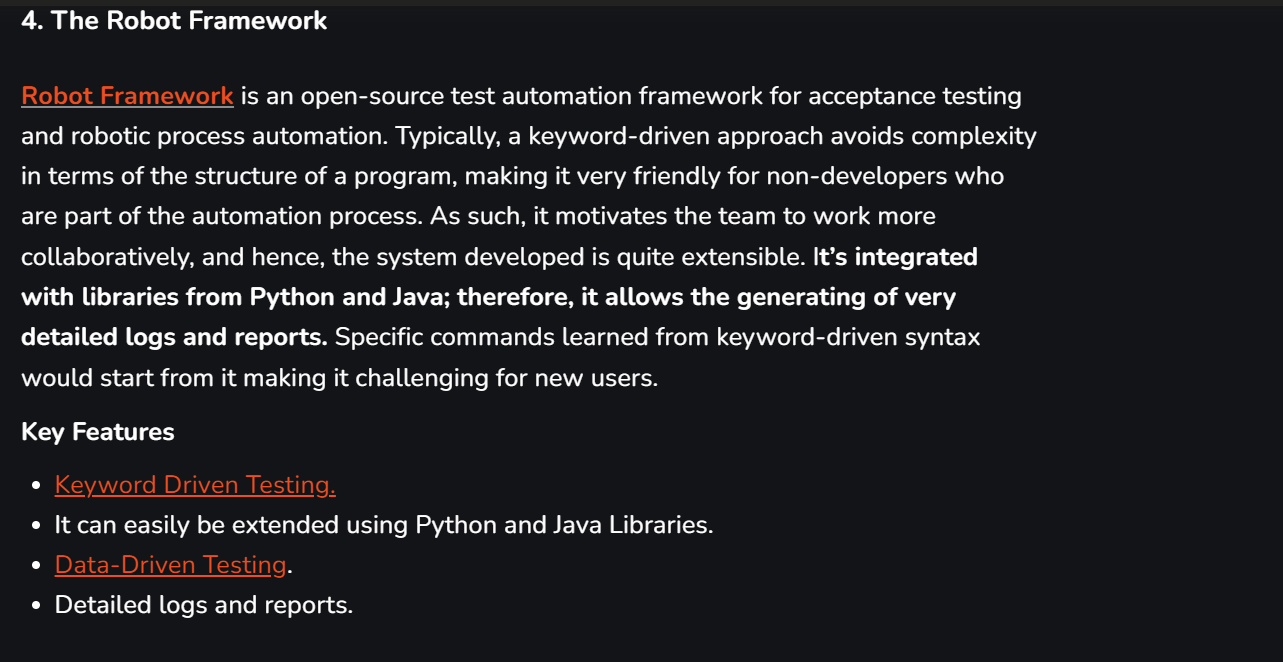 4. The Robot Framework
Robot Framework is an open-source test automation framework for acceptance testing
and robotic process automation. Typically, a keyword-driven approach avoids complexity
in terms of the structure of a program, making it very friendly for non-developers who
are part of the automation process. As such, it motivates the team to work more
collaboratively, and hence, the system developed is quite extensible. It’s integrated
with libraries from Python and Java; therefore, it allows the generating of very
detailed logs and reports. Specific commands learned from keyword-driven syntax
would start from it making it challenging for new users.
Key Features
• Keyword Driven Testing.
• It can easily be extended using Python and Java Libraries.
• Data-Driven Testing.
• Detailed logs and reports.